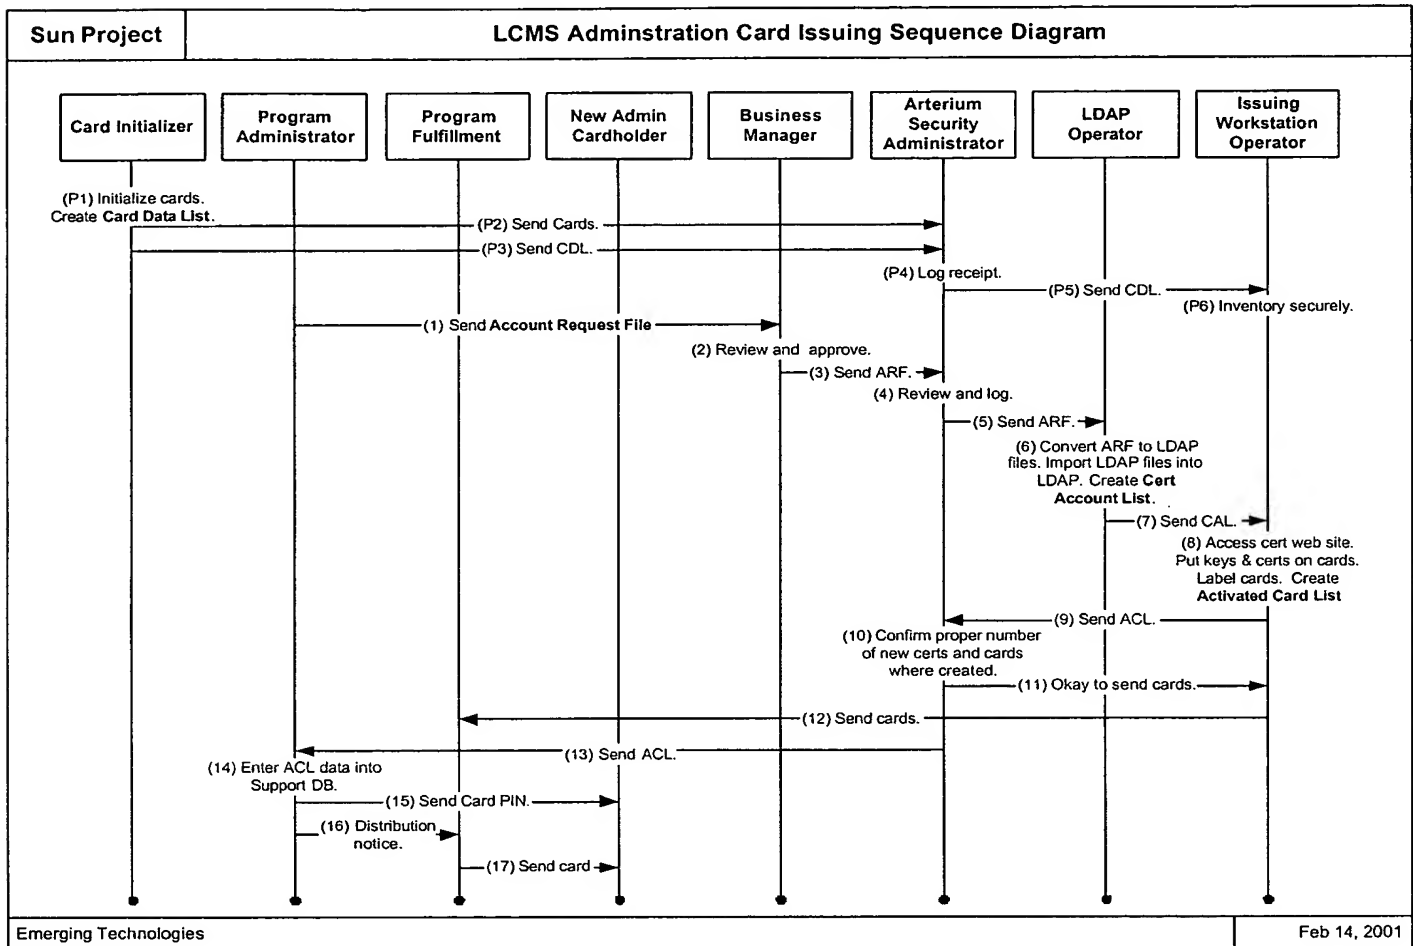 Sun Project
LCMS Adminstration Card Issuing Sequence Diagram
Card Initializer
Program
Administrator
Program
Fulfillment
New Admin
Cardholder
Business
Manager
Arterium
Security
Administrator
LDAP
Operator
Issuing
Workstation
Operator
(P1) Initialize cards.
Create Card Data List.
(P2) Send Cards.
(P3) Send CDL.
(P4) Log receipt.
(P5) Send CDL.
(P6) Inventory securely.
(1) Send Account Request File
(2) Review and approve.
(3) Send ARF.
(4) Review and log.
(5) Send ARF.
(6) Convert ARF to LDAP
files. Import LDAP files into
LDAP. Create Cert
Account List.
(7) Send CAL.
(8) Access cert web site.
Put keys & certs on cards.
Label cards. Create
Activated Card List
(9) Send ACL.
(10) Confirm proper number
of new certs and cards
where created.
(11) Okay to send cards.
(12) Send cards.
(13) Send ACL.
(14) Enter ACL data into
Support DB.
(15) Send Card PIN.
(16) Distribution
notice.
(17) Send card
Emerging Technologies
Feb 14, 2001